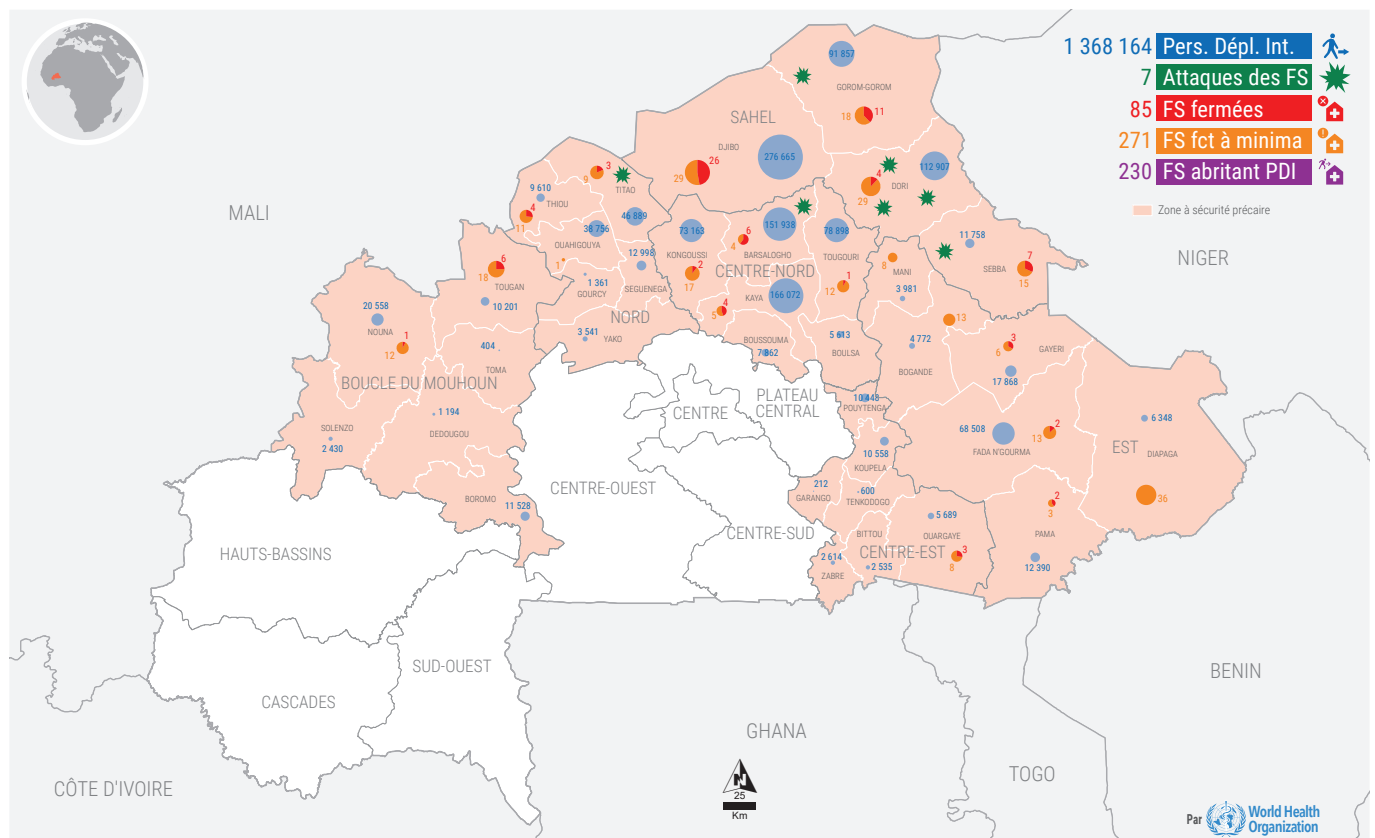 1 368 164 Pers. Dépl. Int.
7 Attaques des FS
85 FS fermées
271 FS fct à minima
230 FS abritant PDI
Zone à sécurité précaire
MALI
NIGER
BENIN
TOGO
GHANA
CÔTE D'IVOIRE
SAHEL
91 857
GOROM-GOROM
18 11
DJIBO
276 665
26
29
112 907
4
DORI
29
11 758
SEBBA
7
15
3
9
TITAO
9 610
THIOU
4
11
46 889
38 756
OUAHIGOUYA
1
12 998
SEGUENEGA
1 361
GOURCY
NORD
3 541
YAKO
73 163
KONGOUSSI
2
17
151 938
6
4
BARSALOGHO
CENTRE-NORD
78 898
TOUGOURI
1
12
KAYA
166 072
4
5
BOUSSOUMA
7 862
5 613
BOULSA
6
18
TOUGAN
10 201
20 558
NOUNA
1
12
404
TOMA
BOUCLE DU MOUHOUN
1 194
DEDOUGOU
SOLENZO
2 430
BOROMO
11 528
8
MANI
3 981
13
4 772
BOGANDE
3
6
GAYERI
17 868
68 508
FADA N'GOURMA
2
13
EST
6 348
DIAPAGA
36
2
3
PAMA
12 390
10 448
POUYTENGA
10 558
KOUPELA
212
GARANGO
600
TENKODOGO
BITTOU
2 535
CENTRE-EST
5 689
OUARGAYE
3
8
2 614
ZABRE
PLATEAU
CENTRAL
CENTRE
CENTRE-OUEST
CENTRE-SUD
HAUTS-BASSINS
SUD-OUEST
CASCADES
N
25
Km
Par World Health
Organization